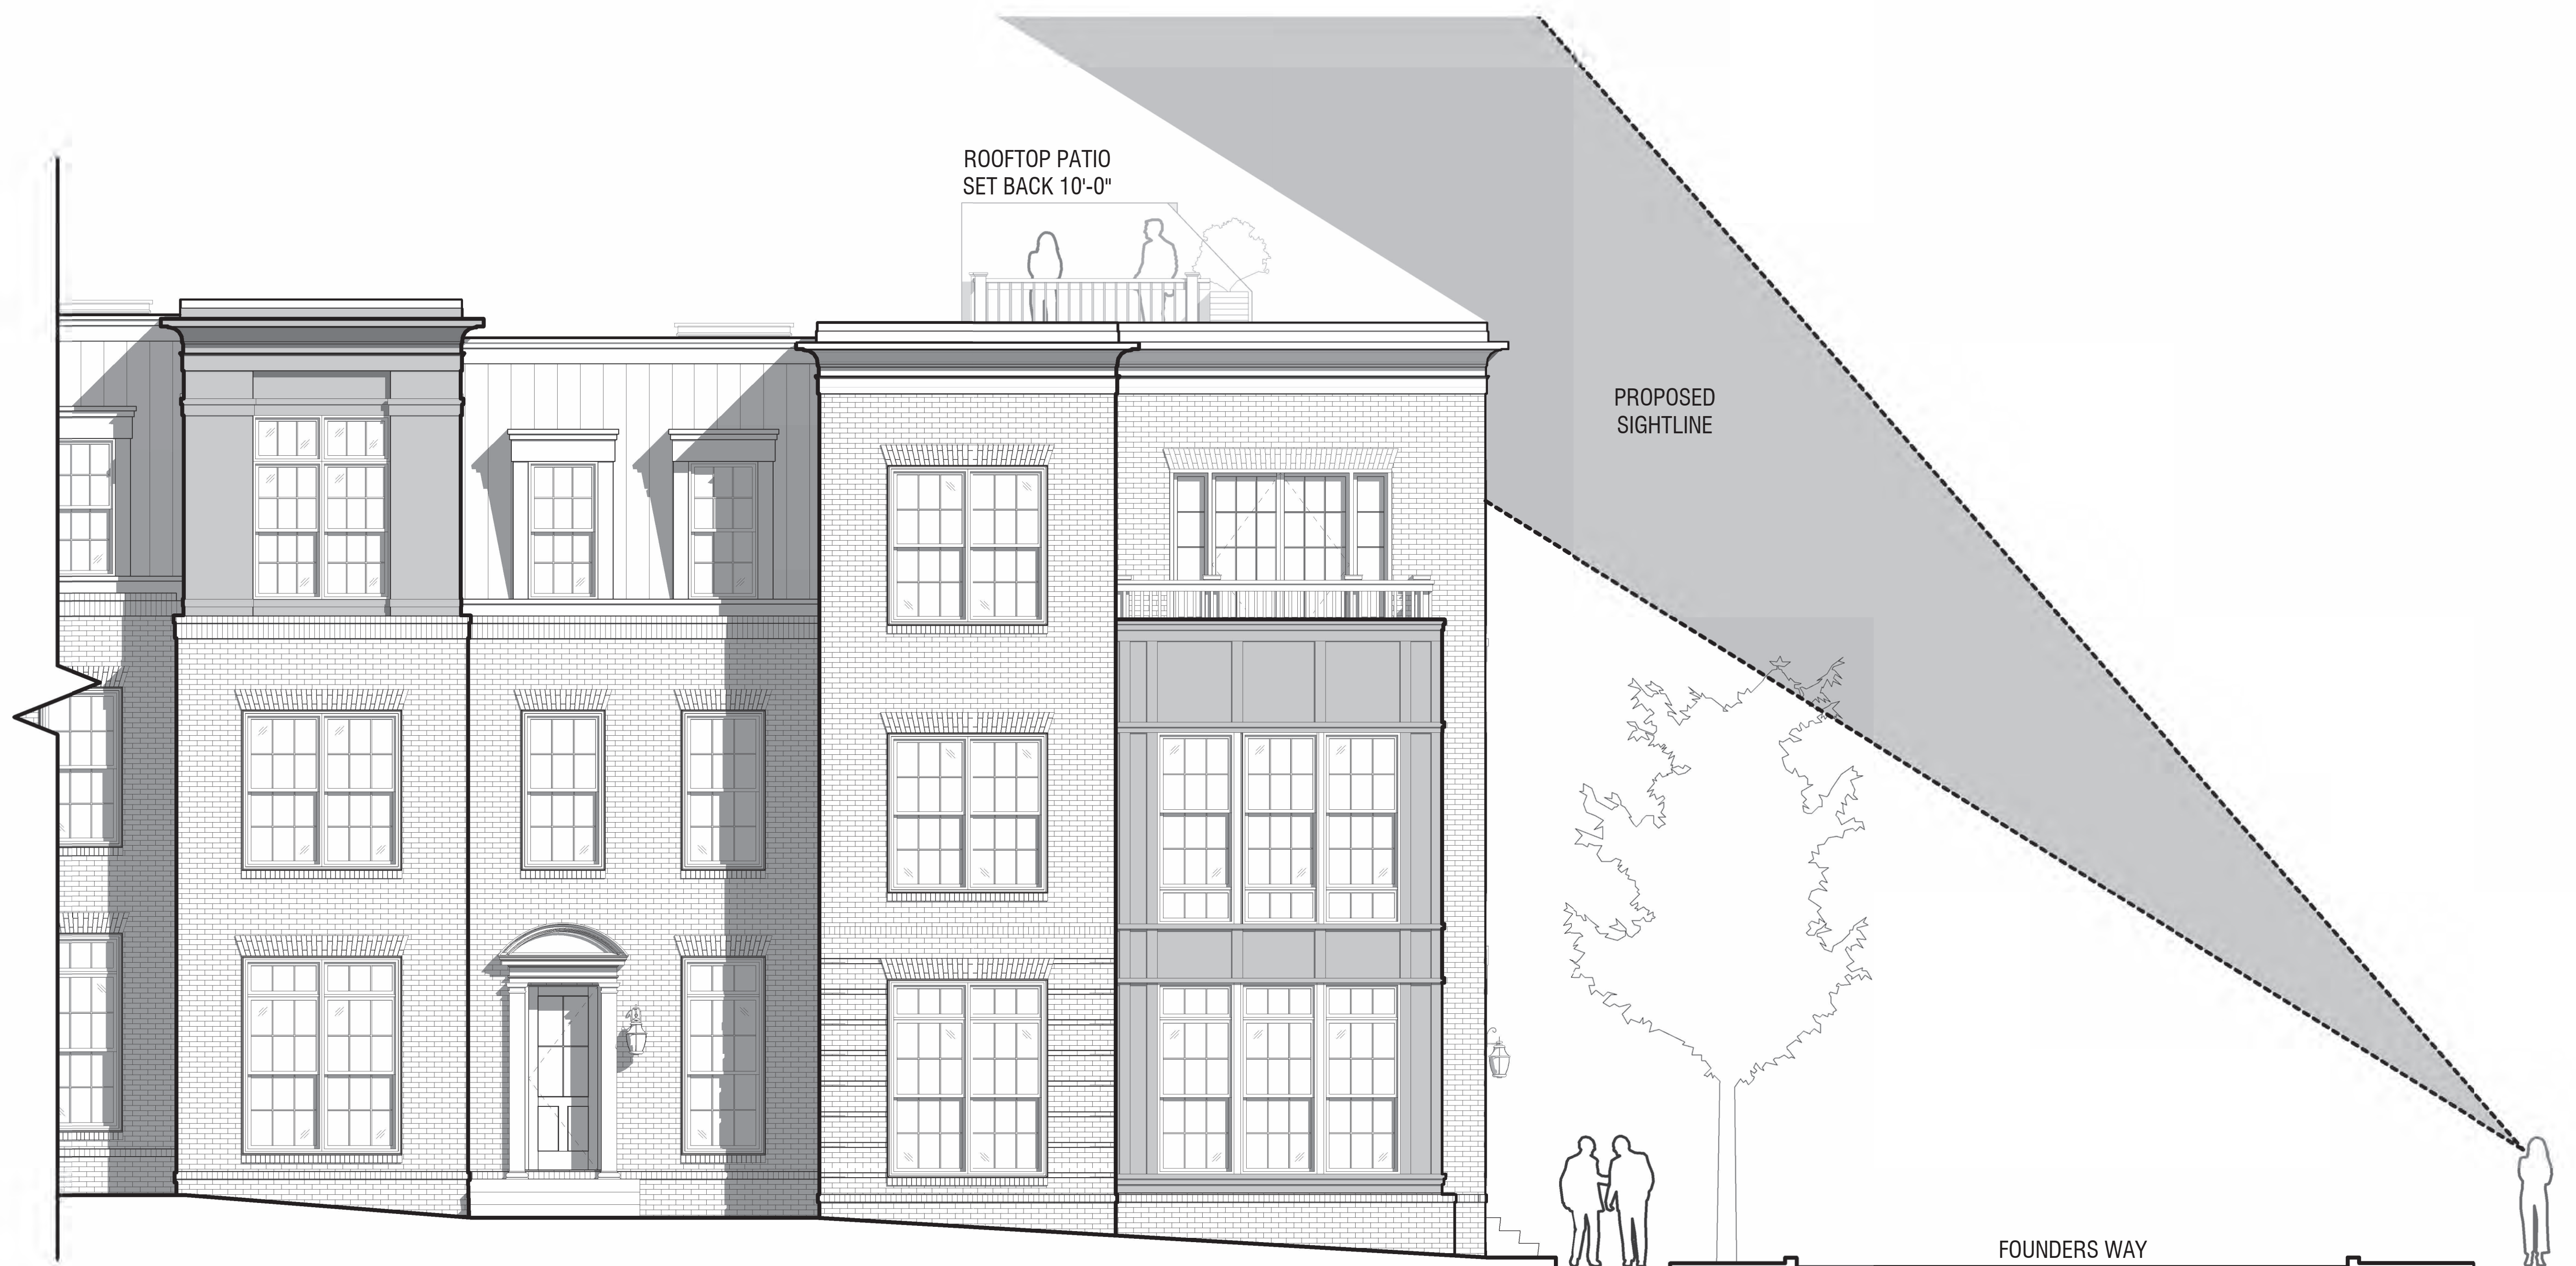 ROOFTOP PATIO
SET BACK 10'-0"
PROPOSED
SIGHTLINE
FOUNDERS WAY